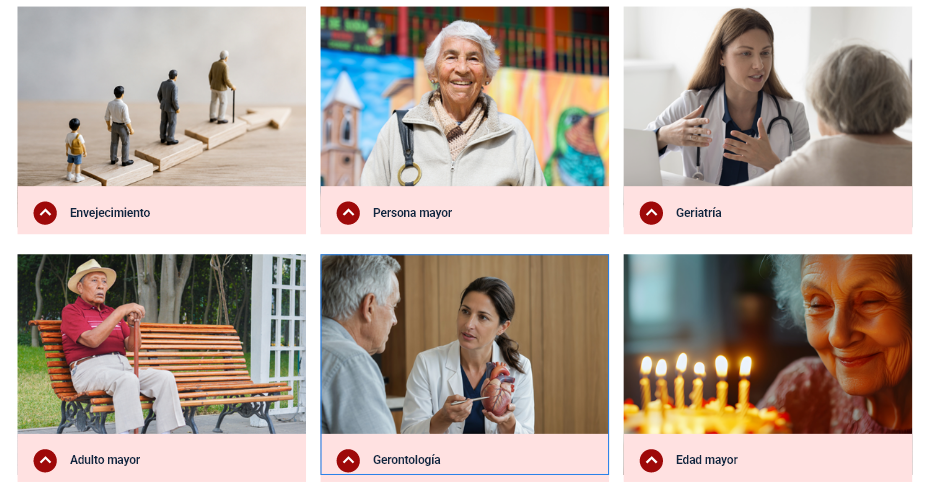 Envejecimiento
Persona mayor
Geriatría
Adulto mayor
Gerontología
Edad mayor